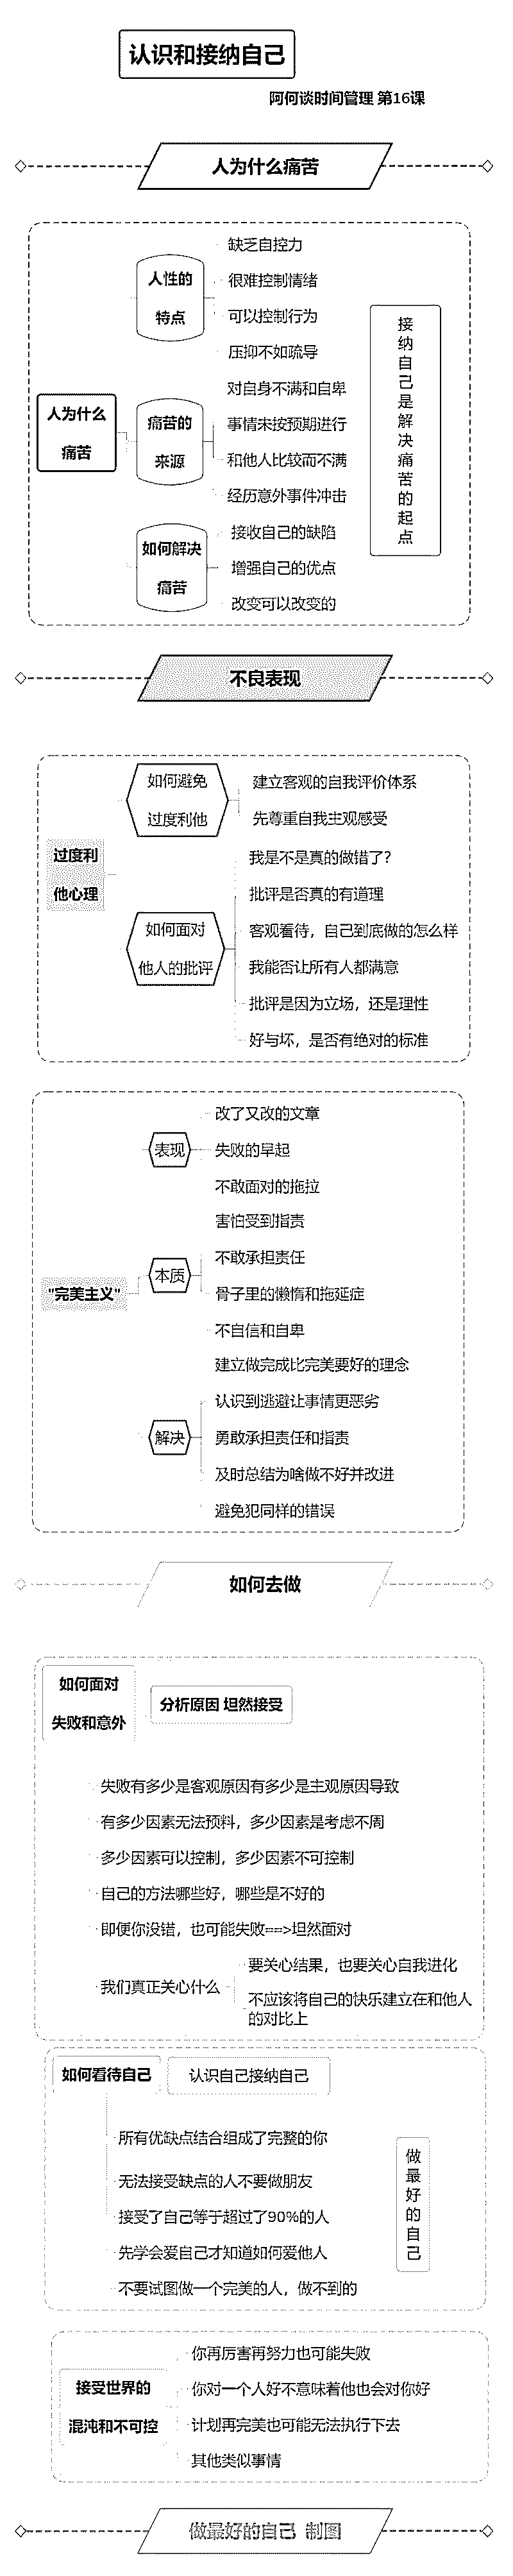 认识和接纳自己
阿何谈时间管理 第16课
人为什么痛苦
人为什么
痛苦
人性的
特点
缺乏自控力
很难控制情绪
可以控制行为
压抑不如疏导
痛苦的
来源
对自身不满和自卑
事情未按预期进行
和他人比较而不满
经历意外事件冲击
如何解决
痛苦
接收自己的缺陷
增强自己的优点
改变可以改变的
接纳自己是解决痛苦的起点
不良表现
过度利
他心理
如何避免
过度利他
建立客观的自我评价体系
先尊重自我主观感受
如何面对
他人的批评
我是不是真的做错了?
批评是否真的有道理
客观看待，自己到底做的怎么样
我能否让所有人都满意
批评是因为立场，还是理性
好与坏，是否有绝对的标准
"完美主义"
表现
改了又改的文章
失败的早起
不敢面对的拖拉
本质
害怕受到指责
不敢承担责任
骨子里的懒惰和拖延症
不自信和自卑
解决
建立做完成比完美要好的理念
认识到逃避让事情更恶劣
勇敢承担责任和指责
及时总结为啥做不好并改进
避免犯同样的错误
如何去做
如何面对
失败和意外
分析原因 坦然接受
失败有多少是客观原因有多少是主观原因导致
有多少因素无法预料，多少因素是考虑不周
多少因素可以控制，多少因素不可控制
自己的方法哪些好，哪些是不好的
即便你没错，也可能失败==>坦然面对
我们真正关心什么
要关心结果，也要关心自我进化
不应该将自己的快乐建立在和他人
的对比上
如何看待自己
认识自己接纳自己
所有优缺点结合组成了完整的你
无法接受缺点的人不要做朋友
接受了自己等于超过了90%的人
先学会爱自己才知道如何爱他人
不要试图做一个完美的人，做不到的
做最好的自己
接受世界的
混沌和不可控
你再厉害再努力也可能失败
你对一个人好不意味着他也会对你好
计划再完美也可能无法执行下去
其他类似事情
做最好的自己 制图